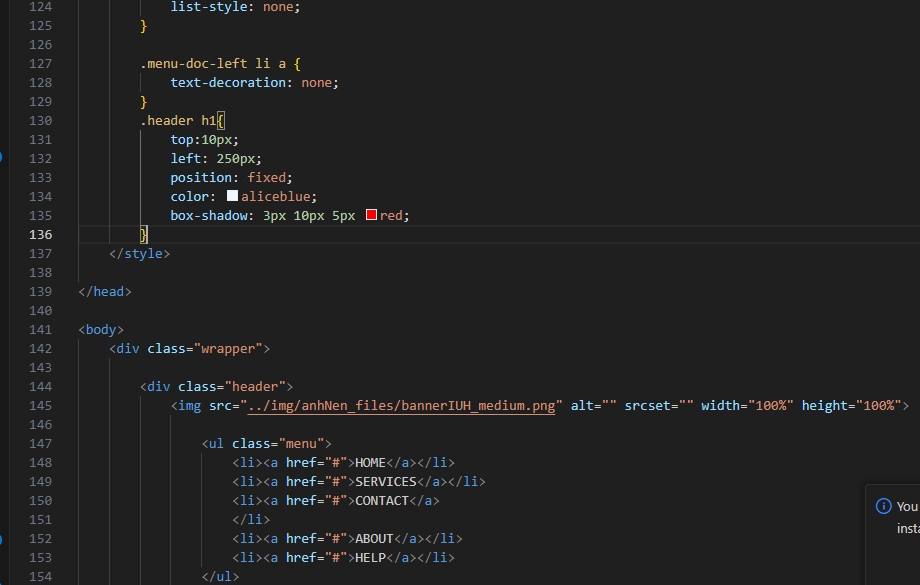 124 list-style: none;
125 }
126
127 .menu-doc-left li a {
128 text-decoration: none;
129 }
130 .header h1{
131 top:10px;
132 left: 250px;
133 position: fixed;
134 color: aliceblue;
135 box-shadow: 3px 10px 5px red;
136 }
137 </style>
138
139 </head>
140
141 <body>
142 <div class="wrapper">
143
144 <div class="header">
145 <img src="../img/anhNen_files/bannerIUH_medium.png" alt="" srcset="" width="100%" height="100%">
146
147 <ul class="menu">
148 <li><a href="#">HOME</a></li>
149 <li><a href="#">SERVICES</a></li>
150 <li><a href="#">CONTACT</a>
151 </li>
152 <li><a href="#">ABOUT</a></li>
153 <li><a href="#">HELP</a></li>
154 </ul>
You